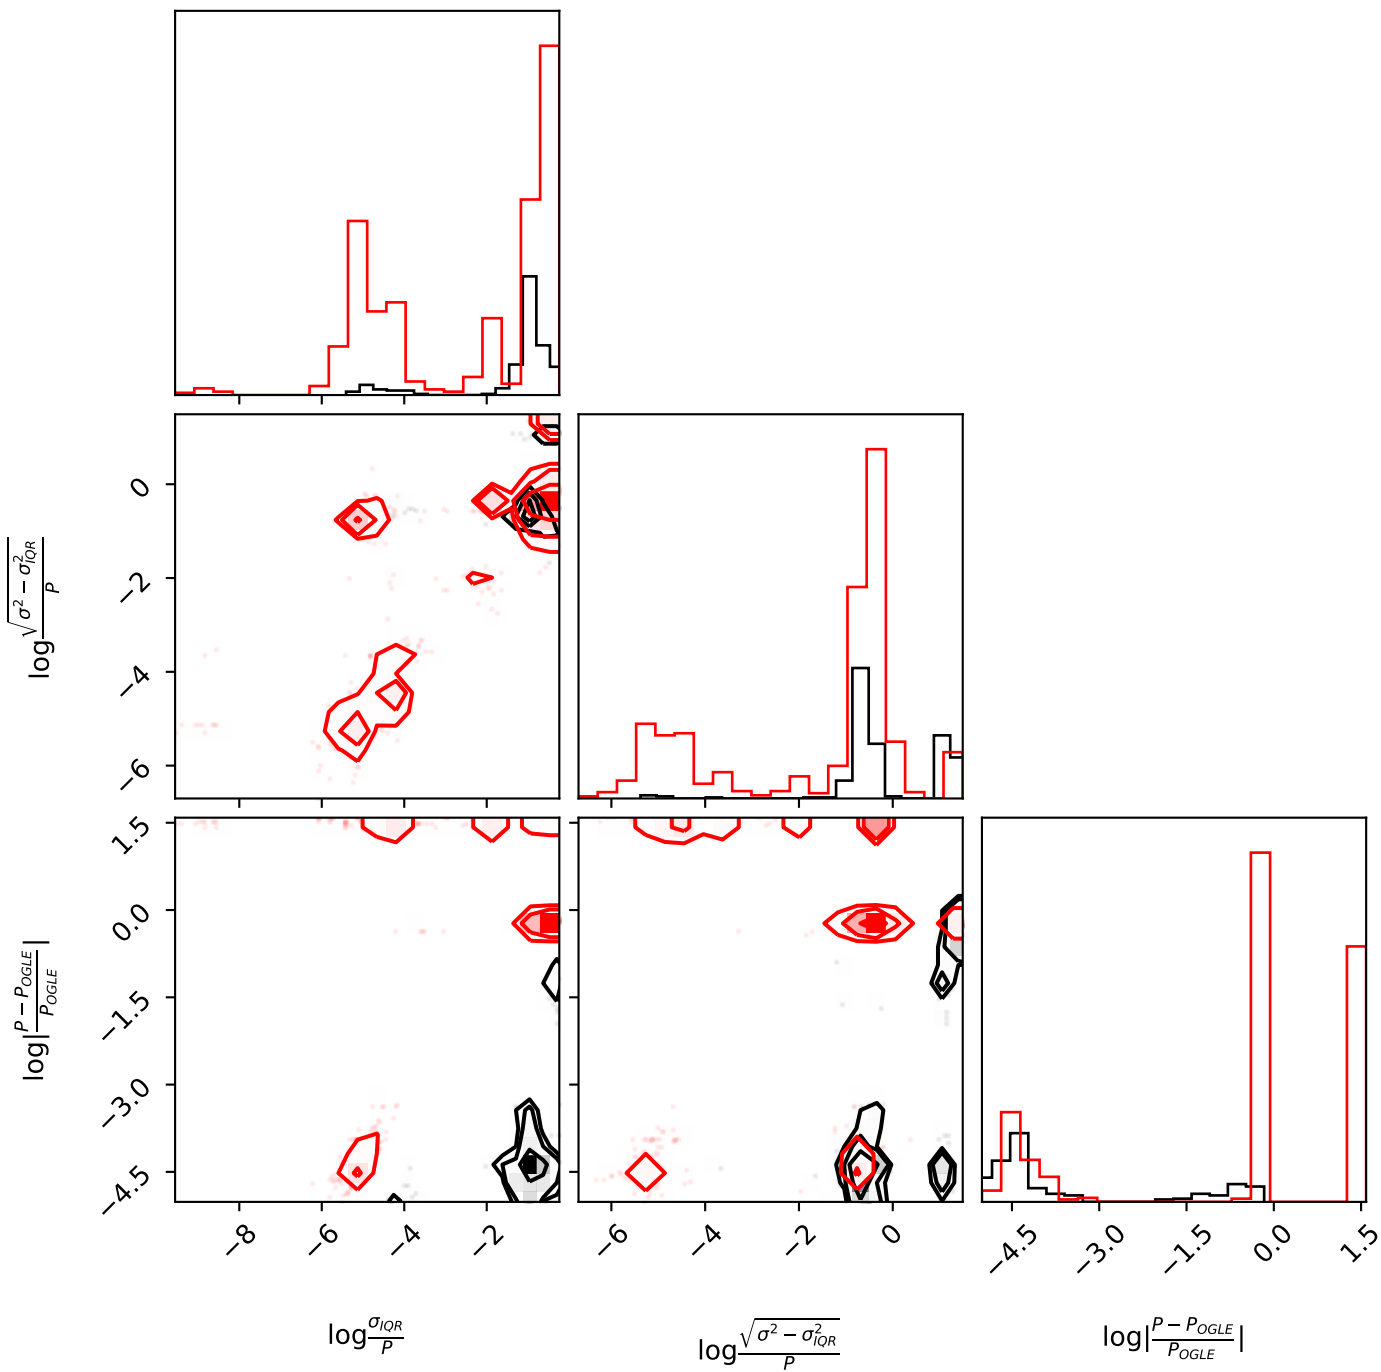 0
−2
−4
−6
log √(σ² − σ²_IQR) / P
1.5
0.0
−1.5
−3.0
−4.5
log|(P − P_OGLE) / P_OGLE|
−8 −6 −4 −2
−6 −4 −2 0
−4.5 −3.0 −1.5 0.0 1.5
log σ_IQR / P
log √(σ² − σ²_IQR) / P
log|(P − P_OGLE) / P_OGLE|